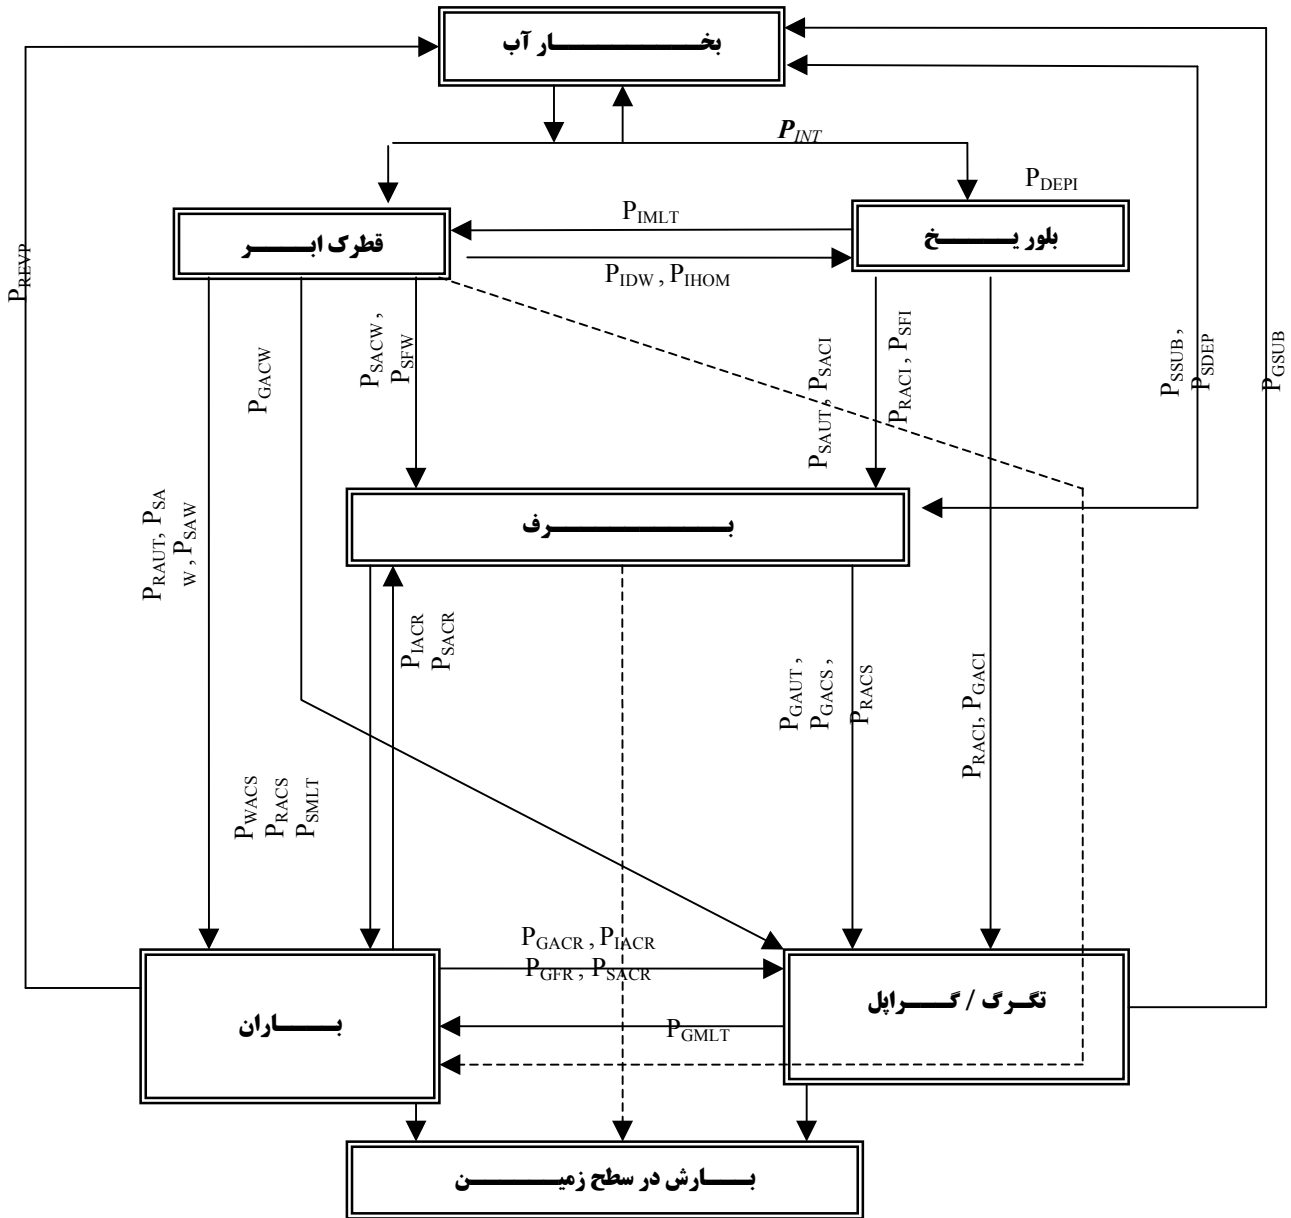 بخار آب
P_INT
P_DEPI
قطرک ابر
P_IMLT
بلور یخ
P_IDW , P_IHOM
P_REVP
P_GACW
P_SACW ,
P_SFW
P_SAUT , P_SACI
P_RACI , P_SFI
P_SSUB ,
P_SDEP
P_GSUB
برف
P_RAUT, P_SA
W , P_SAW
P_IACR
P_SACR
P_GAUT ,
P_GACS ,
P_RACS
P_RACI, P_GACI
P_WACS
P_RACS
P_SMLT
P_GACR , P_IACR
P_GFR , P_SACR
باران
تگرگ / گراپل
P_GMLT
بارش در سطح زمین